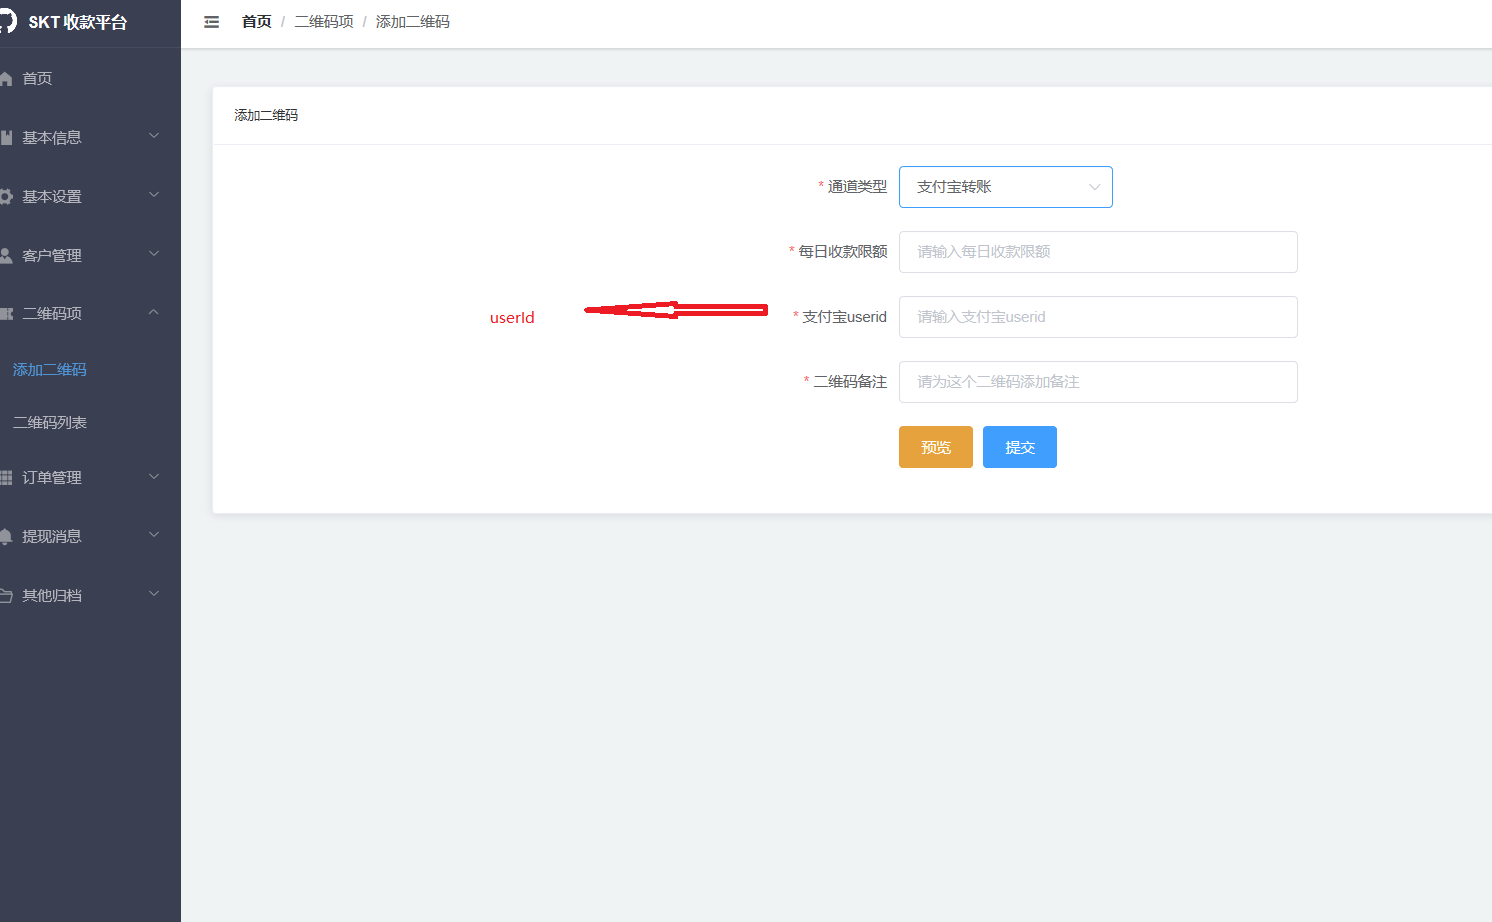 SKT 收款平台
首页 / 二维码项 / 添加二维码
首页
基本信息
基本设置
客户管理
二维码项
添加二维码
二维码列表
订单管理
提现消息
其他归档
添加二维码
* 通道类型 支付宝转账
* 每日收款限额 请输入每日收款限额
userId
* 支付宝userid 请输入支付宝userid
* 二维码备注 请为这个二维码添加备注
预览 提交